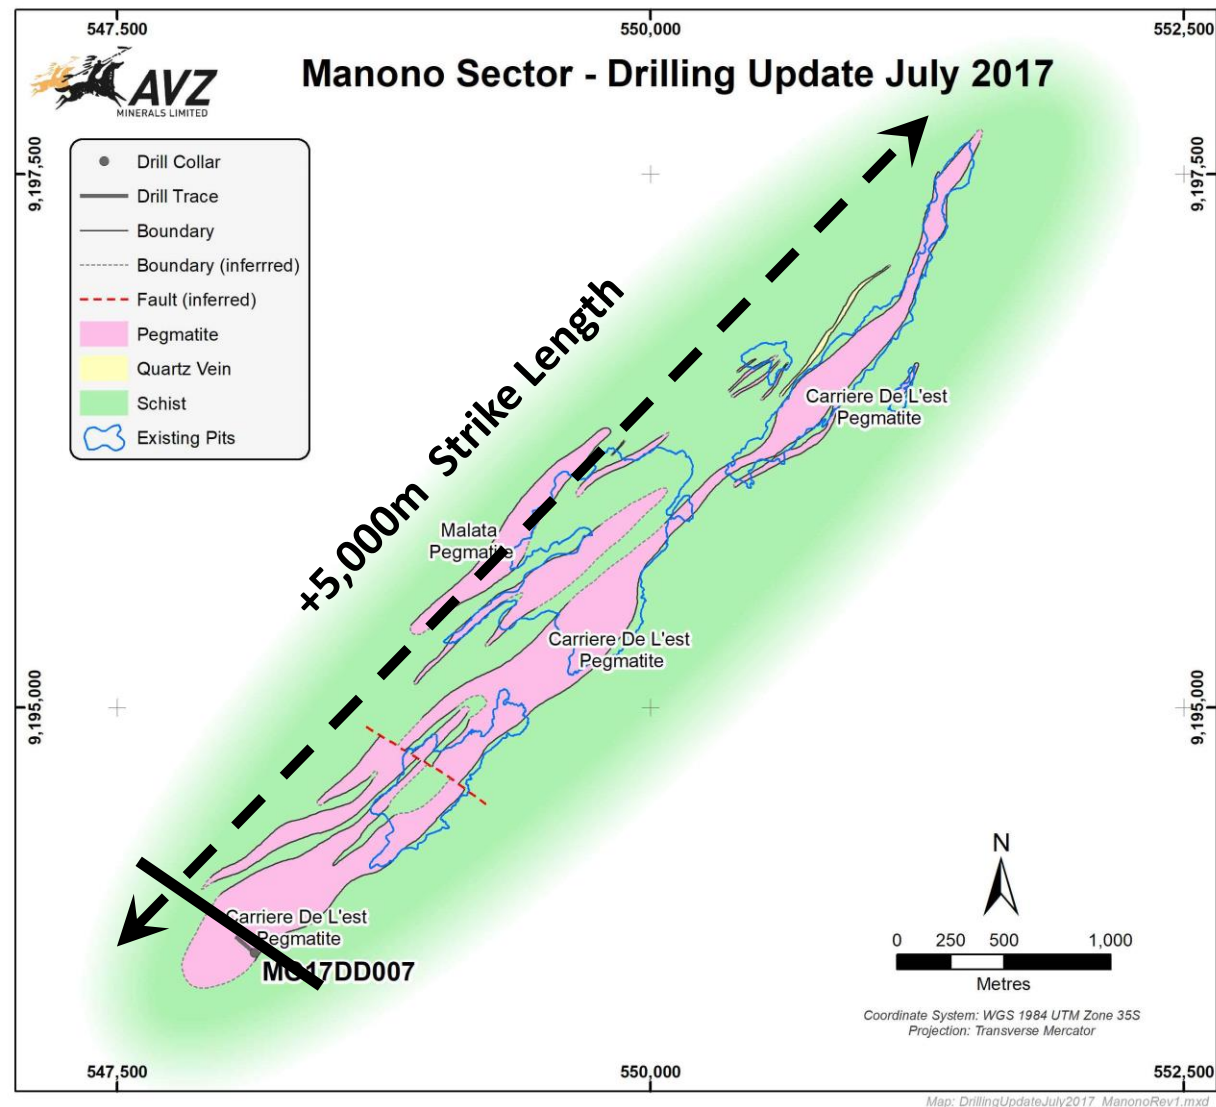 547,500
550,000
552,500
AVZ
MINERALS LIMITED
Manono Sector - Drilling Update July 2017
9,197,500
9,197,500
Drill Collar
Drill Trace
Boundary
Boundary (inferrred)
Fault (inferred)
Pegmatite
Quartz Vein
Schist
Existing Pits
+5,000m Strike Length
Carriere De L'est
Pegmatite
Malata
Pegmatite
Carriere De L'est
Pegmatite
9,195,000
9,195,000
Carriere De L'est
Pegmatite
MO17DD007
N
0 250 500 1,000
Metres
Coordinate System: WGS 1984 UTM Zone 35S
Projection: Transverse Mercator
547,500
550,000
552,500
Map: DrillingUpdateJuly2017_ManonoRev1.mxd